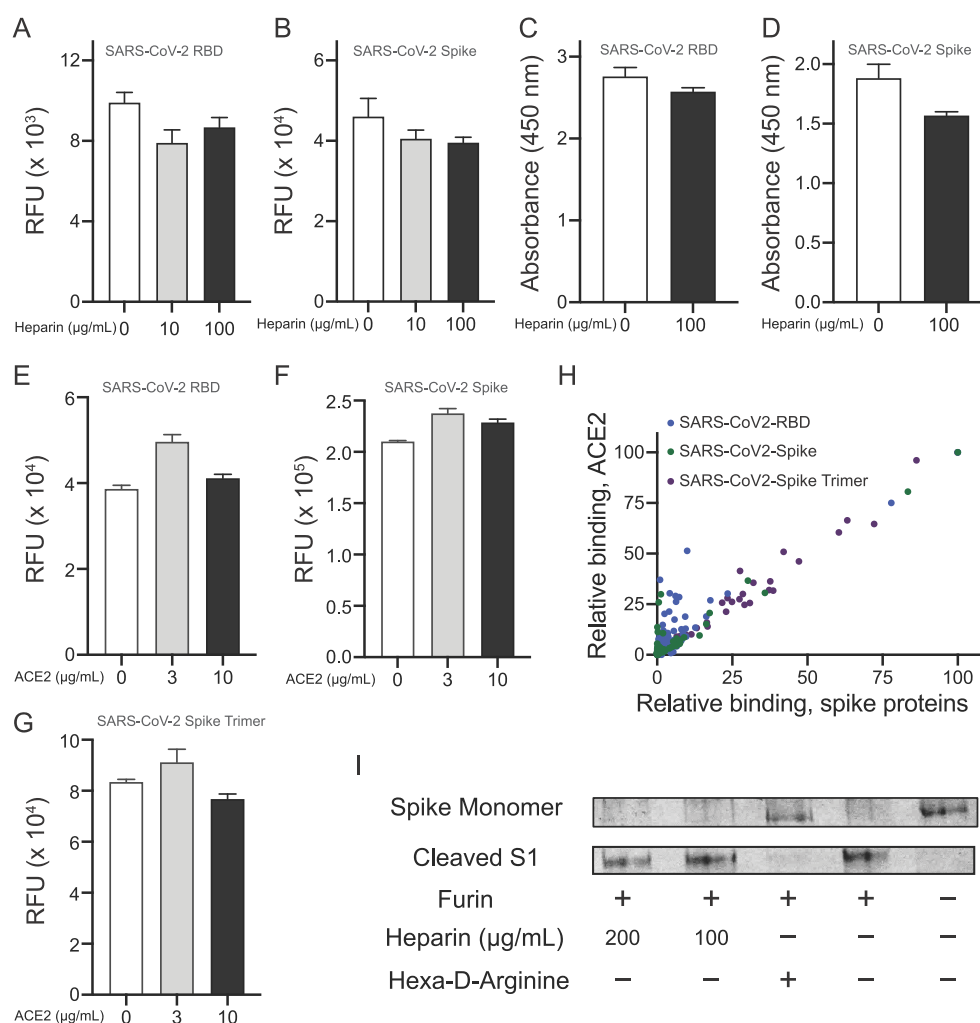 A
SARS-CoV-2 RBD
RFU (x 10³)
12
8
4
0
Heparin (µg/mL) 0 10 100
B
SARS-CoV-2 Spike
RFU (x 10⁴)
6
4
2
0
Heparin (µg/mL) 0 10 100
C
SARS-CoV-2 RBD
Absorbance (450 nm)
3
2
1
0
0 100
Heparin (µg/mL)
D
SARS-CoV-2 Spike
Absorbance (450 nm)
2.0
1.5
1.0
1.5
0.0
0 100
Heparin (µg/mL)
E
SARS-CoV-2 RBD
RFU (x 10⁴)
6
4
2
0
ACE2 (µg/mL) 0 3 10
F
SARS-CoV-2 Spike
RFU (x 10⁵)
2.5
2.0
2.0
1.0
2.5
0.0
ACE2 (µg/mL) 0 3 10
H
SARS-CoV2-RBD
SARS-CoV2-Spike
SARS-CoV2-Spike Trimer
Relative binding, ACE2
100
75
50
25
0
0 25 50 75 100
Relative binding, spike proteins
G
SARS-CoV-2 Spike Trimer
RFU (x 10⁴)
10
8
6
4
2
0
ACE2 (µg/mL) 0 3 10
I
Spike Monomer
Cleaved S1
Furin + + + + −
Heparin (µg/mL) 200 100 − − −
Hexa-D-Arginine − − + − −